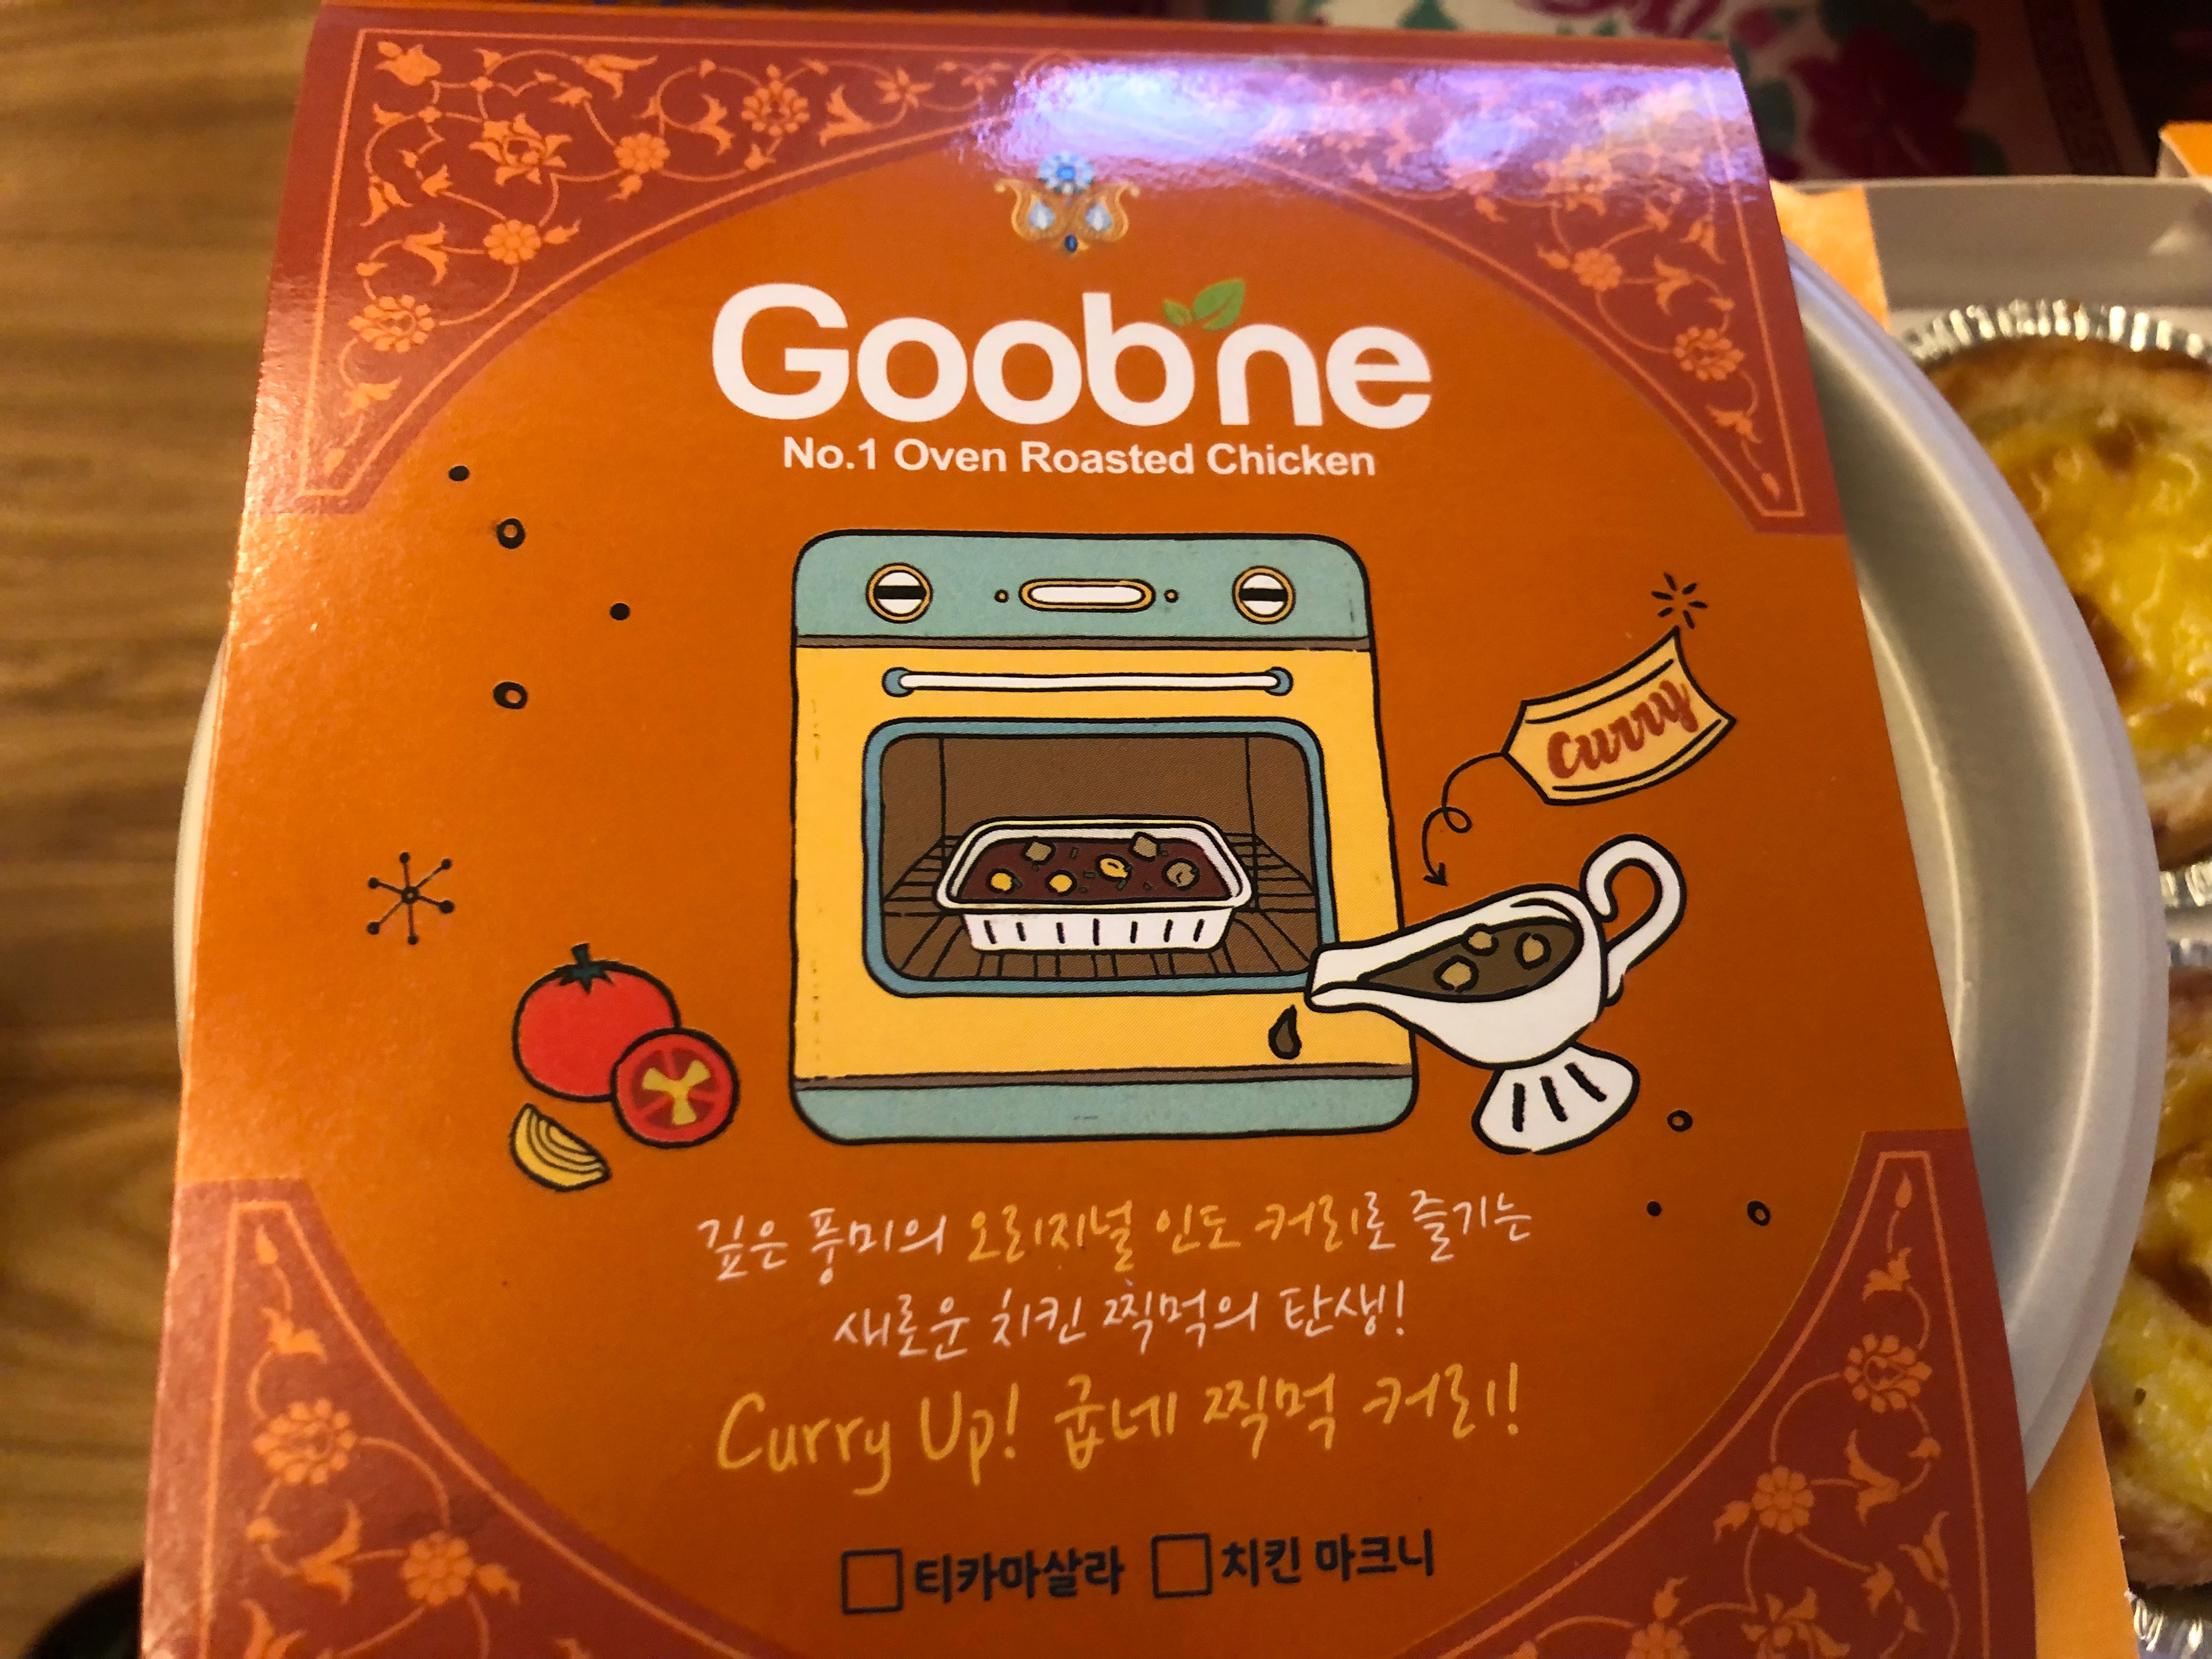 Goobne
No.1 Oven Roasted Chicken
curry
깊은 풍미의 오리지널 인도 커리로 즐기는
새로운 치킨 찍먹의 탄생!
Curry Up! 굽네 찍먹 커리!
티카마살라 치킨 마크니